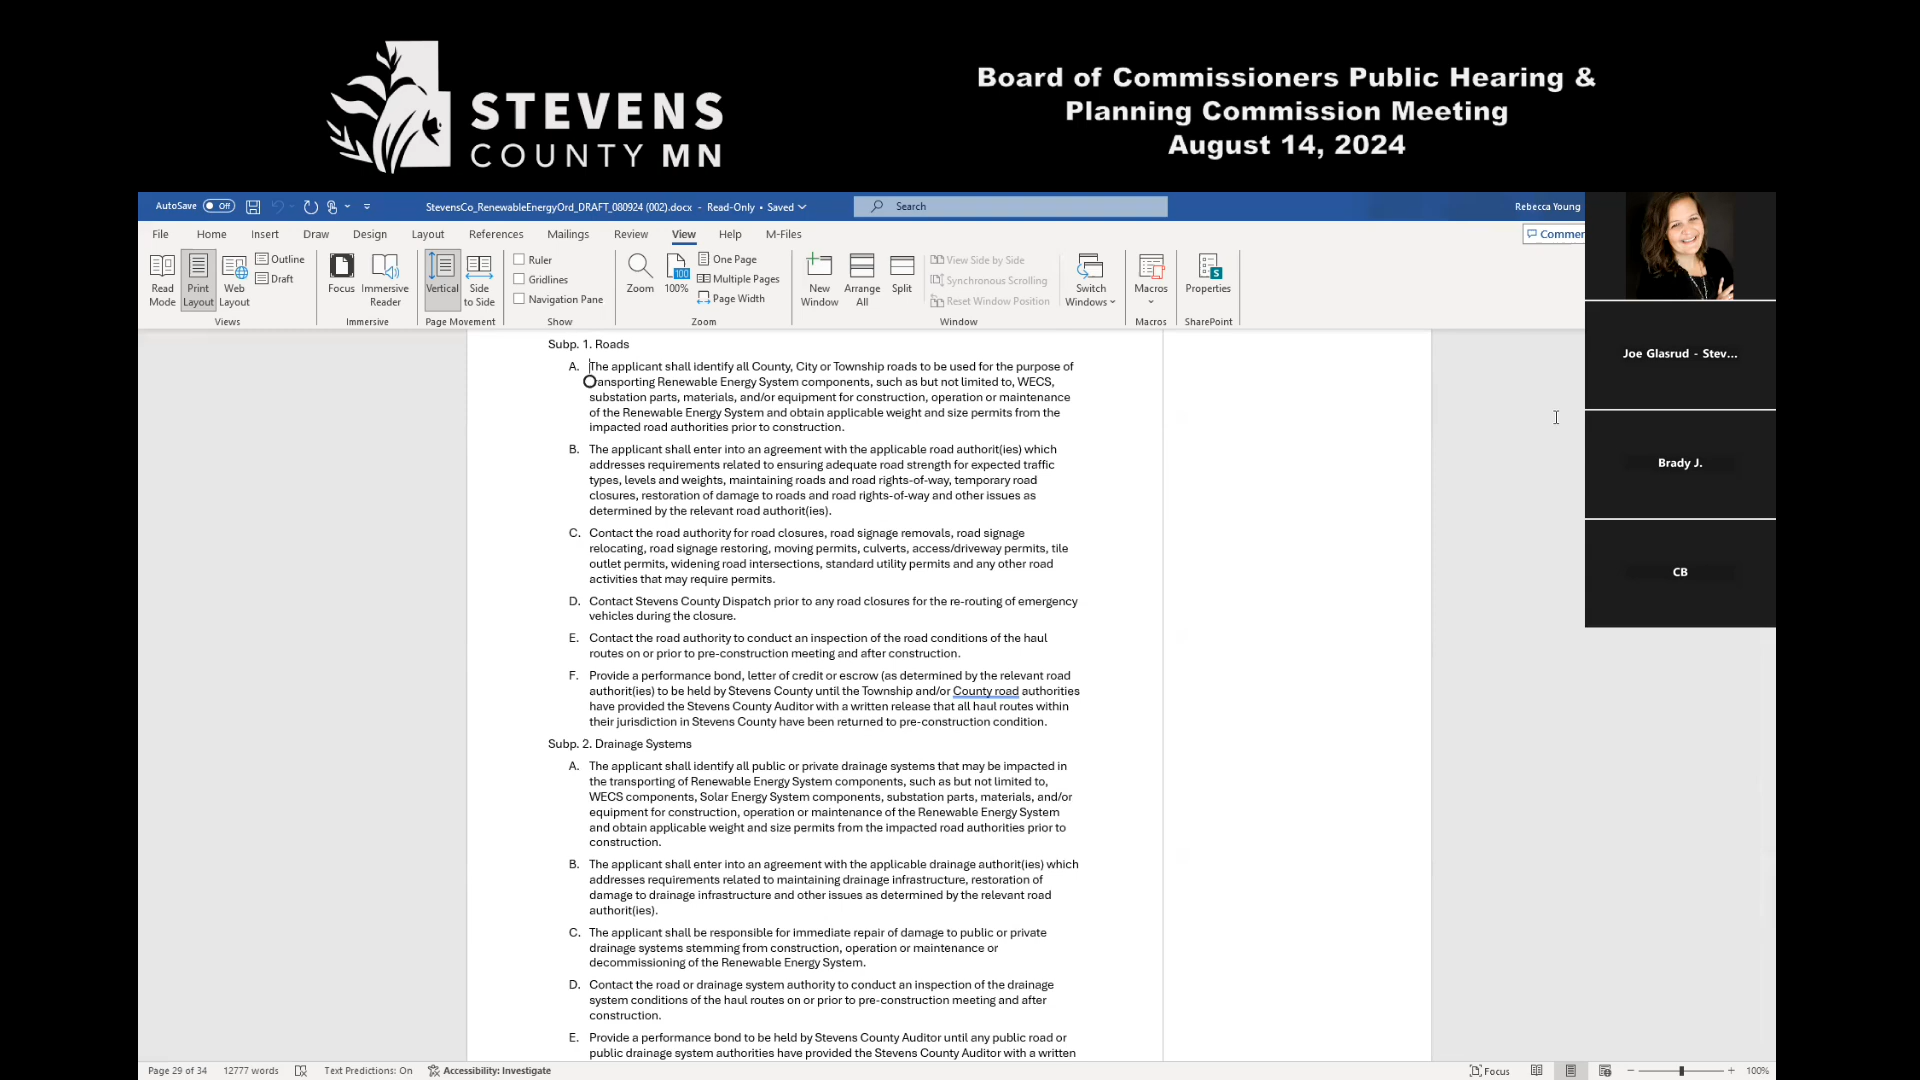 STEVENS
COUNTY MN
Board of Commissioners Public Hearing &
Planning Commission Meeting
August 14, 2024
AutoSave Off
StevensCo_RenewableEnergyOrd_DRAFT_080924 (002).docx - Read-Only • Saved
Search
Rebecca Young
File Home Insert Draw Design Layout References Mailings Review View Help M-Files
Commen
Read Mode
Print Layout
Web Layout
Outline
Draft
Views
Focus
Immersive Reader
Immersive
Vertical
Side to Side
Page Movement
Ruler
Gridlines
Navigation Pane
Show
Zoom
100
100%
One Page
Multiple Pages
Page Width
Zoom
New Window
Arrange All
Split
View Side by Side
Synchronous Scrolling
Reset Window Position
Switch Windows
Window
Macros
Macros
Properties
SharePoint
Subp. 1. Roads
A. The applicant shall identify all County, City or Township roads to be used for the purpose of
ransporting Renewable Energy System components, such as but not limited to, WECS,
substation parts, materials, and/or equipment for construction, operation or maintenance
of the Renewable Energy System and obtain applicable weight and size permits from the
impacted road authorities prior to construction.
B. The applicant shall enter into an agreement with the applicable road authorit(ies) which
addresses requirements related to ensuring adequate road strength for expected traffic
types, levels and weights, maintaining roads and road rights-of-way, temporary road
closures, restoration of damage to roads and road rights-of-way and other issues as
determined by the relevant road authorit(ies).
C. Contact the road authority for road closures, road signage removals, road signage
relocating, road signage restoring, moving permits, culverts, access/driveway permits, tile
outlet permits, widening road intersections, standard utility permits and any other road
activities that may require permits.
D. Contact Stevens County Dispatch prior to any road closures for the re-routing of emergency
vehicles during the closure.
E. Contact the road authority to conduct an inspection of the road conditions of the haul
routes on or prior to pre-construction meeting and after construction.
F. Provide a performance bond, letter of credit or escrow (as determined by the relevant road
authorit(ies) to be held by Stevens County until the Township and/or County road authorities
have provided the Stevens County Auditor with a written release that all haul routes within
their jurisdiction in Stevens County have been returned to pre-construction condition.
Subp. 2. Drainage Systems
A. The applicant shall identify all public or private drainage systems that may be impacted in
the transporting of Renewable Energy System components, such as but not limited to,
WECS components, Solar Energy System components, substation parts, materials, and/or
equipment for construction, operation or maintenance of the Renewable Energy System
and obtain applicable weight and size permits from the impacted road authorities prior to
construction.
B. The applicant shall enter into an agreement with the applicable drainage authorit(ies) which
addresses requirements related to maintaining drainage infrastructure, restoration of
damage to drainage infrastructure and other issues as determined by the relevant road
authorit(ies).
C. The applicant shall be responsible for immediate repair of damage to public or private
drainage systems stemming from construction, operation or maintenance or
decommissioning of the Renewable Energy System.
D. Contact the road or drainage system authority to conduct an inspection of the drainage
system conditions of the haul routes on or prior to pre-construction meeting and after
construction.
E. Provide a performance bond to be held by Stevens County Auditor until any public road or
public drainage system authorities have provided the Stevens County Auditor with a written
Joe Glasrud - Stev...
Brady J.
CB
Page 29 of 34 12777 words Text Predictions: On Accessibility: Investigate Focus 100%